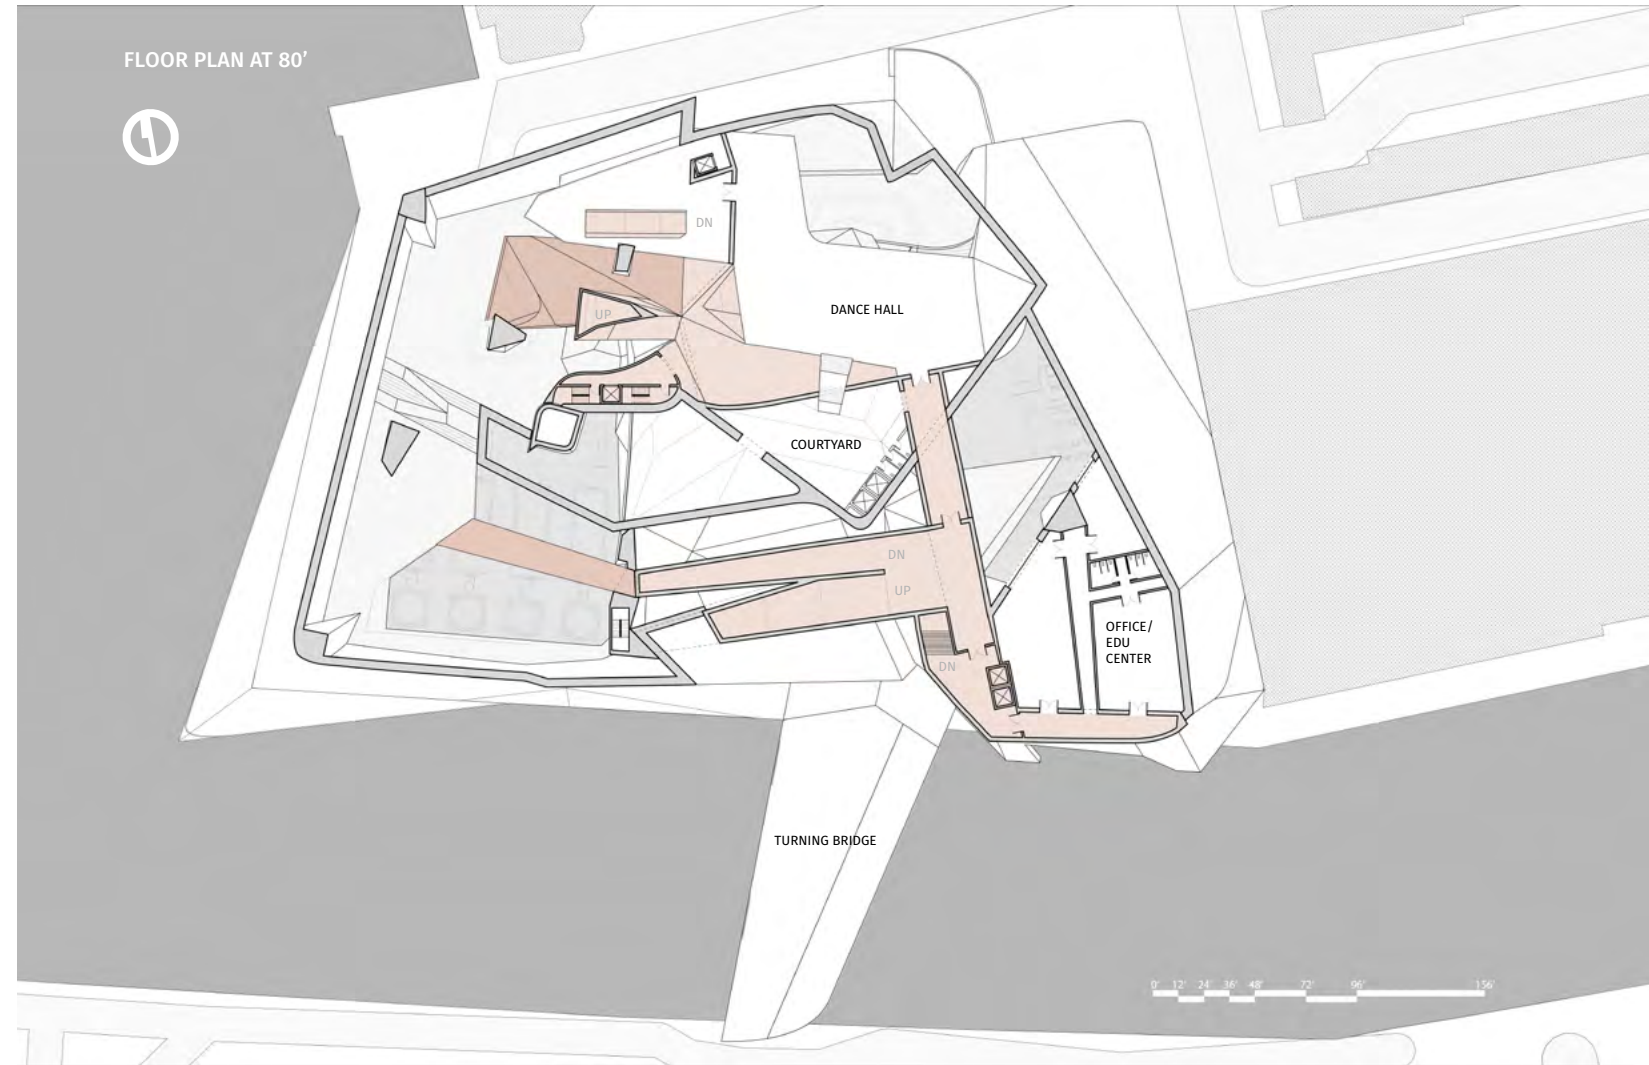 FLOOR PLAN AT 80’
DN
UP
DANCE HALL
COURTYARD
DN
UP
OFFICE/
EDU
CENTER
DN
TURNING BRIDGE
0’ 12’ 24’ 36’ 48’ 72’ 96’ 156’